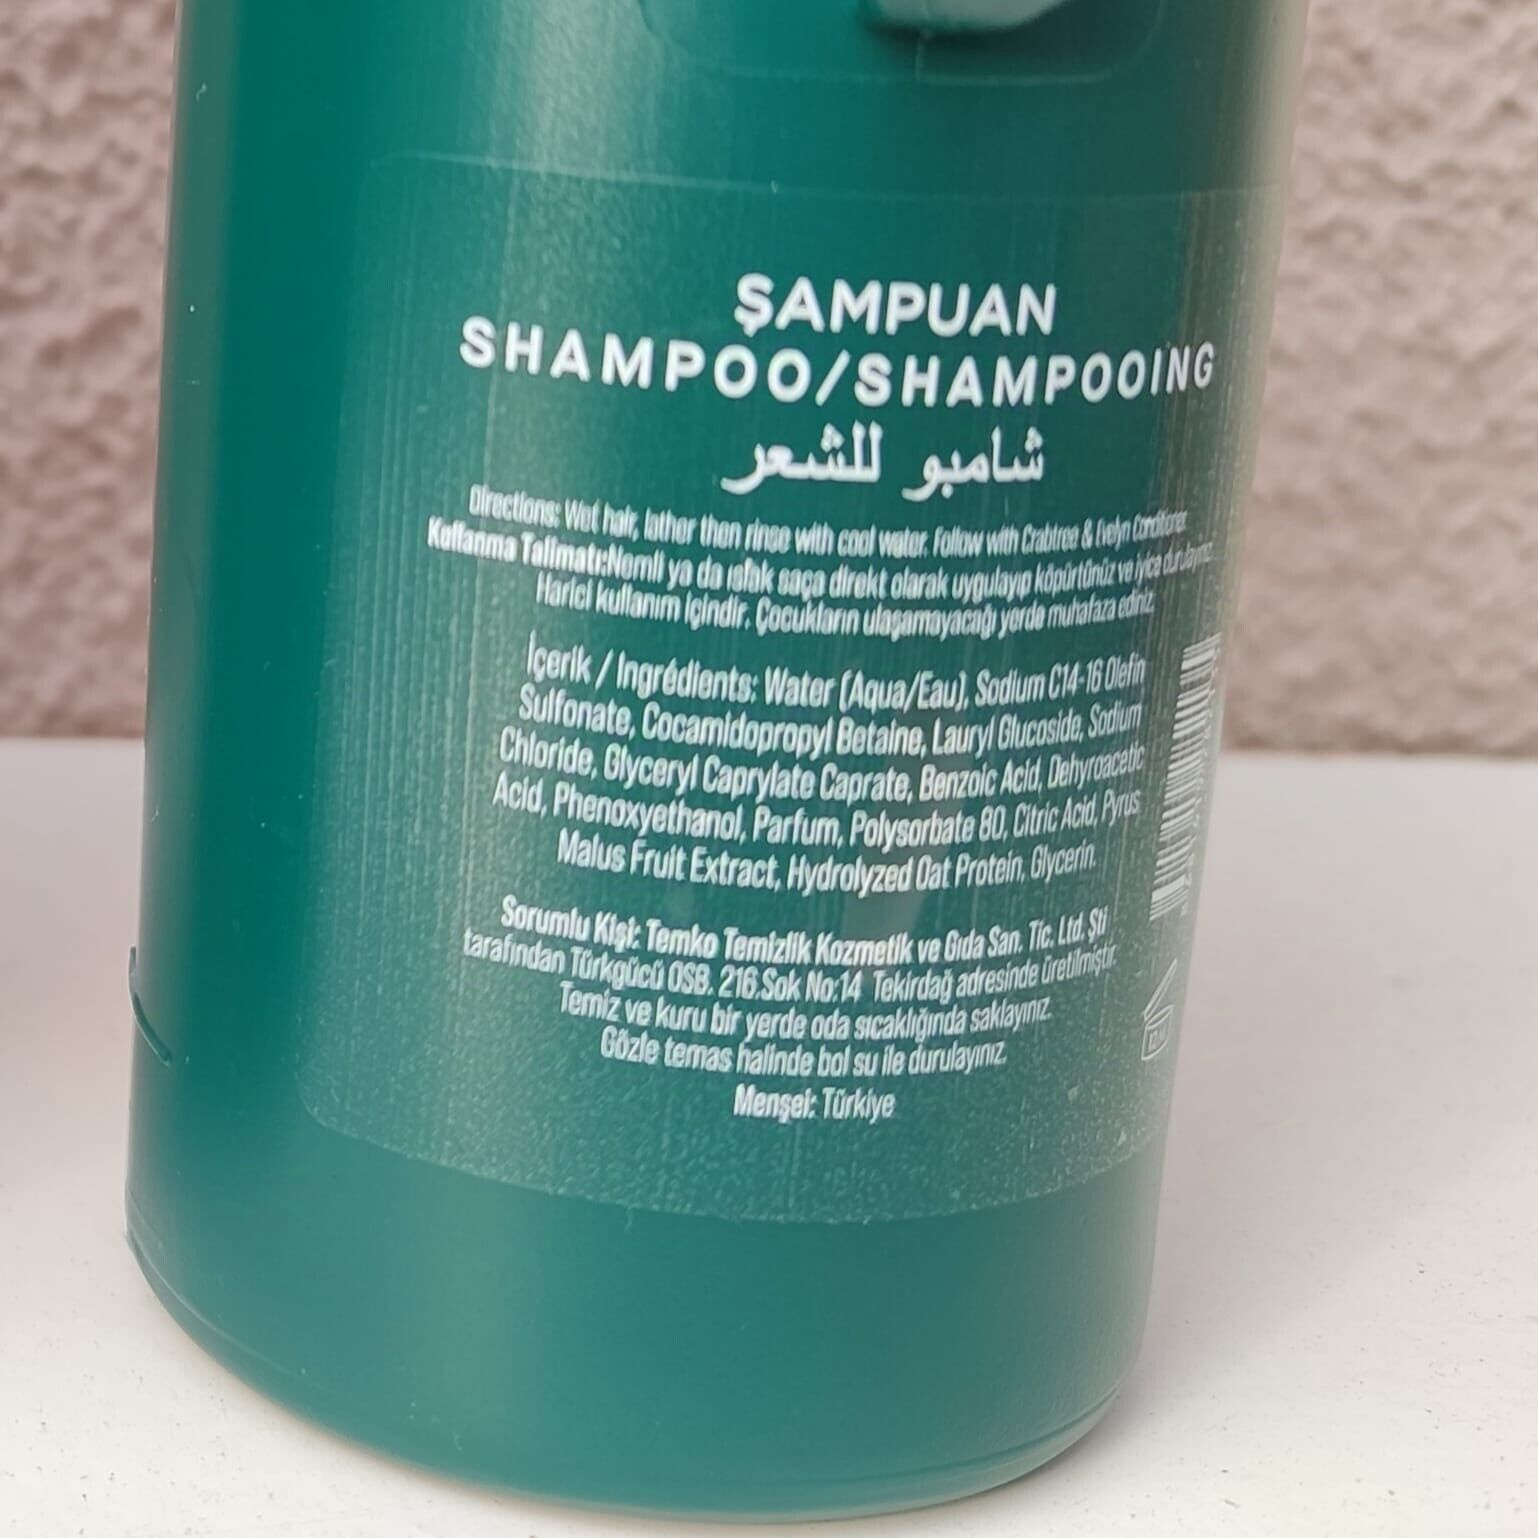 ŞAMPUAN
SHAMPOO/SHAMPOOING
شامبو للشعر
Directions: Wet hair, lather then rinse with cool water. Follow with Crabtree & Evelyn Conditioner
Kullanma Talimatı:Nemli ya da ıslak saça direkt olarak uygulayıp köpürtünüz ve iyice durulayınız.
Harici kullanım içindir. Çocukların ulaşamayacağı yerde muhafaza ediniz
İçerik / Ingrédients: Water (Aqua/Eau), Sodium C14-16 Olefin
Sulfonate, Cocamidopropyl Betaine, Lauryl Glucoside, Sodium
Chloride, Glyceryl Caprylate Caprate, Benzoic Acid, Dehyroacetic
Acid, Phenoxyethanol, Parfum, Polysorbate 80, Citric Acid, Pyrus
Malus Fruit Extract, Hydrolyzed Oat Protein, Glycerin.
Sorumlu Kişi: Temko Temizlik Kozmetik ve Gıda San. Tic. Ltd. Şti
tarafından Türkgücü OSB. 216.Sok No:14 Tekirdağ adresinde üretilmiştir.
Temiz ve kuru bir yerde oda sıcaklığında saklayınız.
Gözle temas halinde bol su ile durulayınız.
Menşei: Türkiye